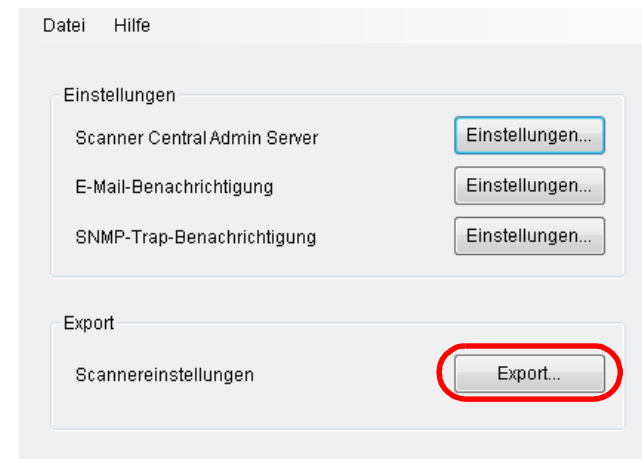 Datei Hilfe
Einstellungen
Scanner Central Admin Server Einstellungen...
E-Mail-Benachrichtigung Einstellungen...
SNMP-Trap-Benachrichtigung Einstellungen...
Export
Scannereinstellungen Export...